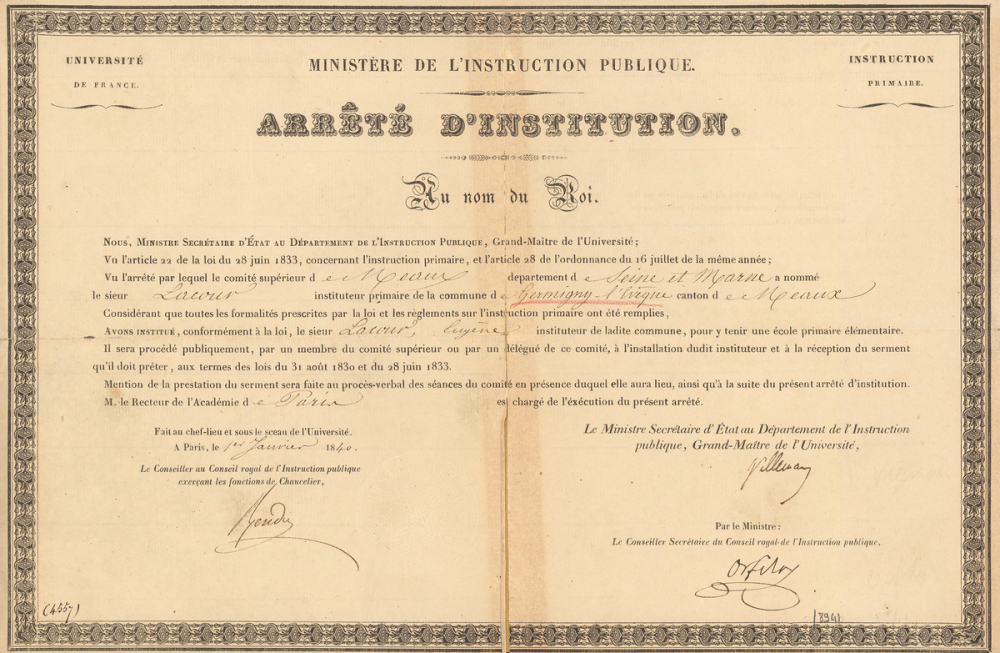 UNIVERSITÉ
DE FRANCE.
MINISTÈRE DE L'INSTRUCTION PUBLIQUE.
INSTRUCTION
PRIMAIRE.
ARRÊTÉ D'INSTITUTION.
Au nom du Roi.
Nous, Ministre Secrétaire d'État au Département de l'Instruction Publique, Grand-Maître de l'Université;
Vu l'article 22 de la loi du 28 juin 1833, concernant l'instruction primaire, et l'article 28 de l'ordonnance du 16 juillet de la même année;
Vu l'arrêté par lequel le comité supérieur de Meaux département de Seine et Marne a nommé
le sieur Lacour instituteur primaire de la commune de Germigny-l'Evêque canton de Meaux
Considérant que toutes les formalités prescrites par la loi et les règlements sur l'instruction primaire ont été remplies,
Avons institué, conformément à la loi, le sieur Lacour, Eugène instituteur de ladite commune, pour y tenir une école primaire élémentaire.
Il sera procédé publiquement, par un membre du comité supérieur ou par un délégué de ce comité, à l'installation dudit instituteur et à la réception du serment
qu'il doit prêter, aux termes des lois du 31 août 1830 et du 28 juin 1833.
Mention de la prestation du serment sera faite au procès-verbal des séances du comité en présence duquel elle aura lieu, ainsi qu'à la suite du présent arrêté d'institution.
M. le Recteur de l'Académie de Paris est chargé de l'exécution du présent arrêté.
Fait au chef-lieu et sous le sceau de l'Université.
A Paris, le 1er Janvier 1840.
Le Conseiller au Conseil royal de l'Instruction publique
exerçant les fonctions de Chancelier,
Rendu
Le Ministre Secrétaire d'État au Département de l'Instruction
publique, Grand-Maître de l'Université,
Villemain
Par le Ministre:
Le Conseiller Secrétaire du Conseil royal de l'Instruction publique.
Orfila
(4557)
18941